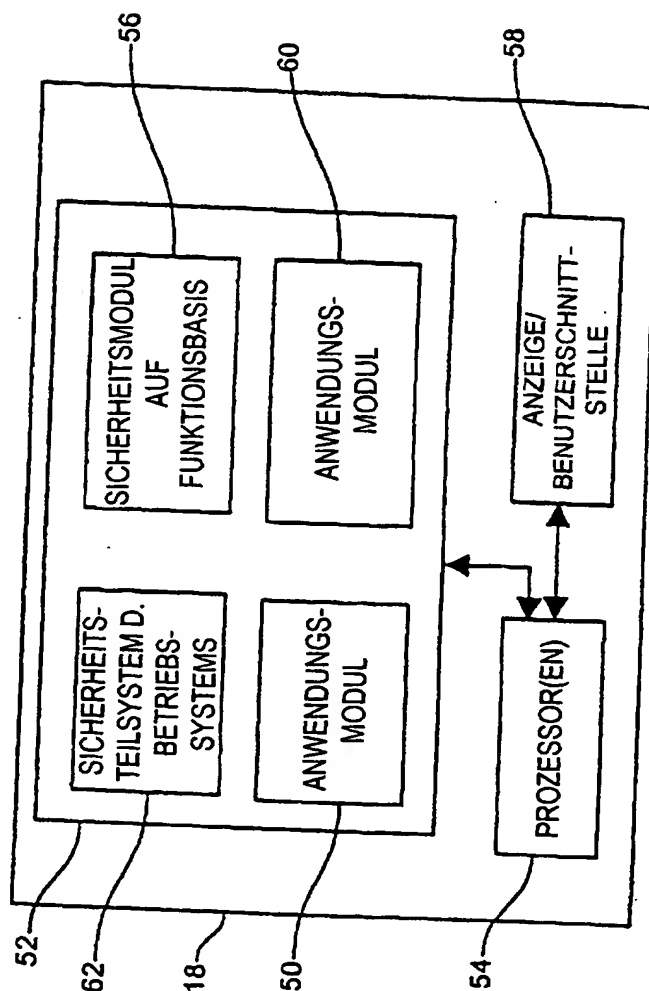 52
62
18
50
54
SICHERHEITS-
TEILSYSTEM D.
BETRIEBS-
SYSTEMS
SICHERHEITSMODUL
AUF
FUNKTIONSBASIS
56
ANWENDUNGS-
MODUL
ANWENDUNGS-
MODUL
60
PROZESSOR(EN)
ANZEIGE/
BENUTZERSCHNITT-
STELLE
58